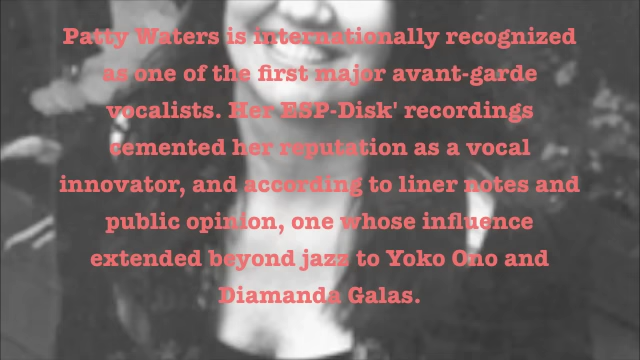 Patty Waters is internationally recognized
as one of the first major avant-garde
vocalists. Her ESP-Disk' recordings
cemented her reputation as a vocal
innovator, and according to liner notes and
public opinion, one whose influence
extended beyond jazz to Yoko Ono and
Diamanda Galas.